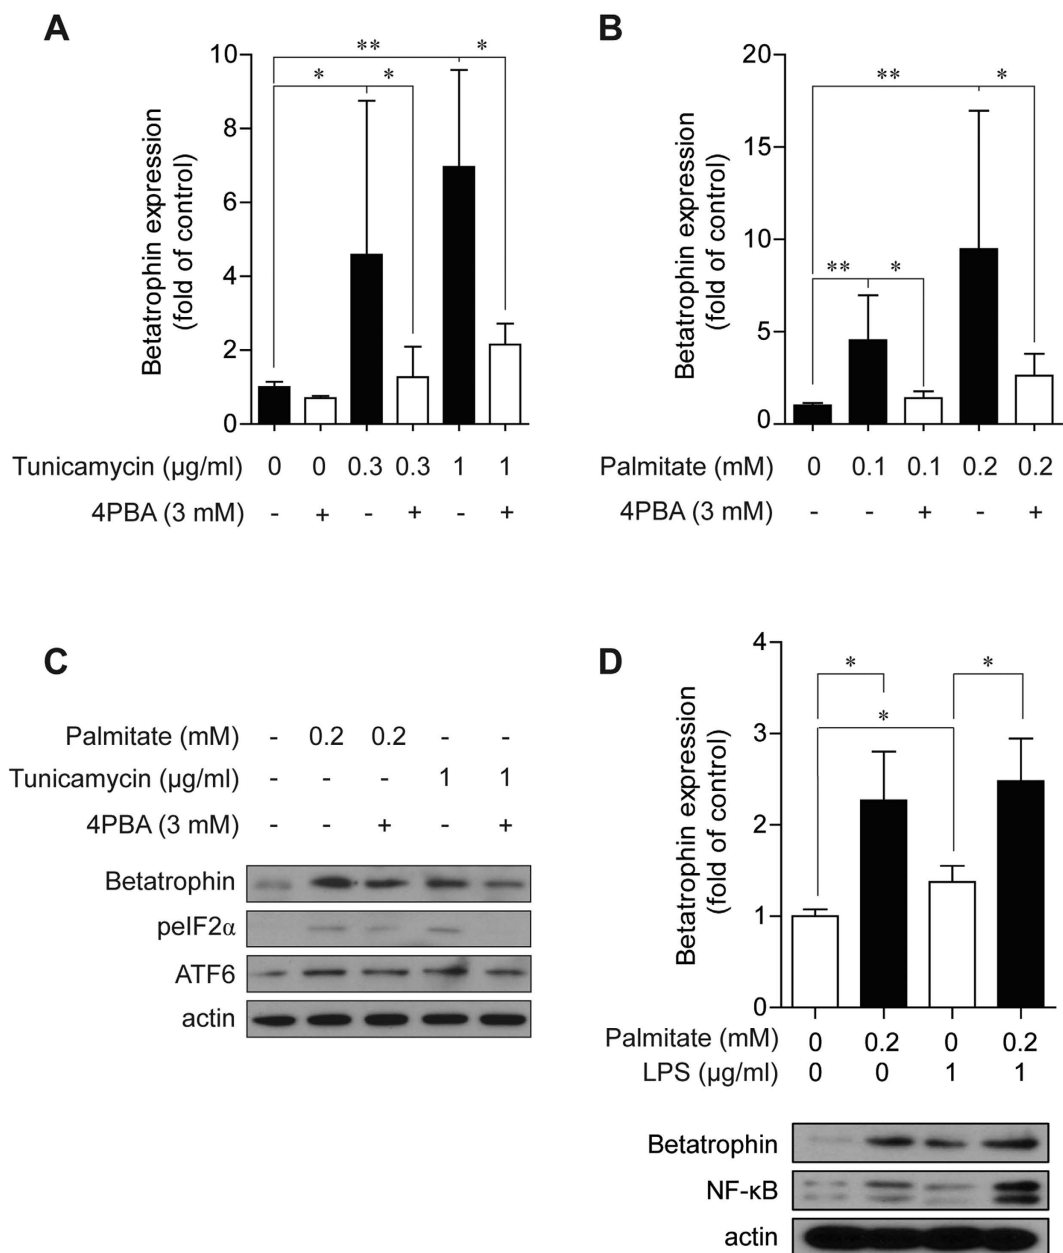 A
Betatrophin expression
(fold of control)
10
8
6
4
2
0
** *
* *
Tunicamycin (µg/ml) 0 0 0.3 0.3 1 1
4PBA (3 mM) - + - + - +
B
Betatrophin expression
(fold of control)
20
15
10
5
0
** *
** *
Palmitate (mM) 0 0.1 0.1 0.2 0.2
4PBA (3 mM) - - + - +
C
Palmitate (mM) - 0.2 0.2 - -
Tunicamycin (µg/ml) - - - 1 1
4PBA (3 mM) - - + - +
Betatrophin
peIF2α
ATF6
actin
D
Betatrophin expression
(fold of control)
4
3
2
1
0
* *
*
Palmitate (mM) 0 0.2 0 0.2
LPS (µg/ml) 0 0 1 1
Betatrophin
NF-κB
actin